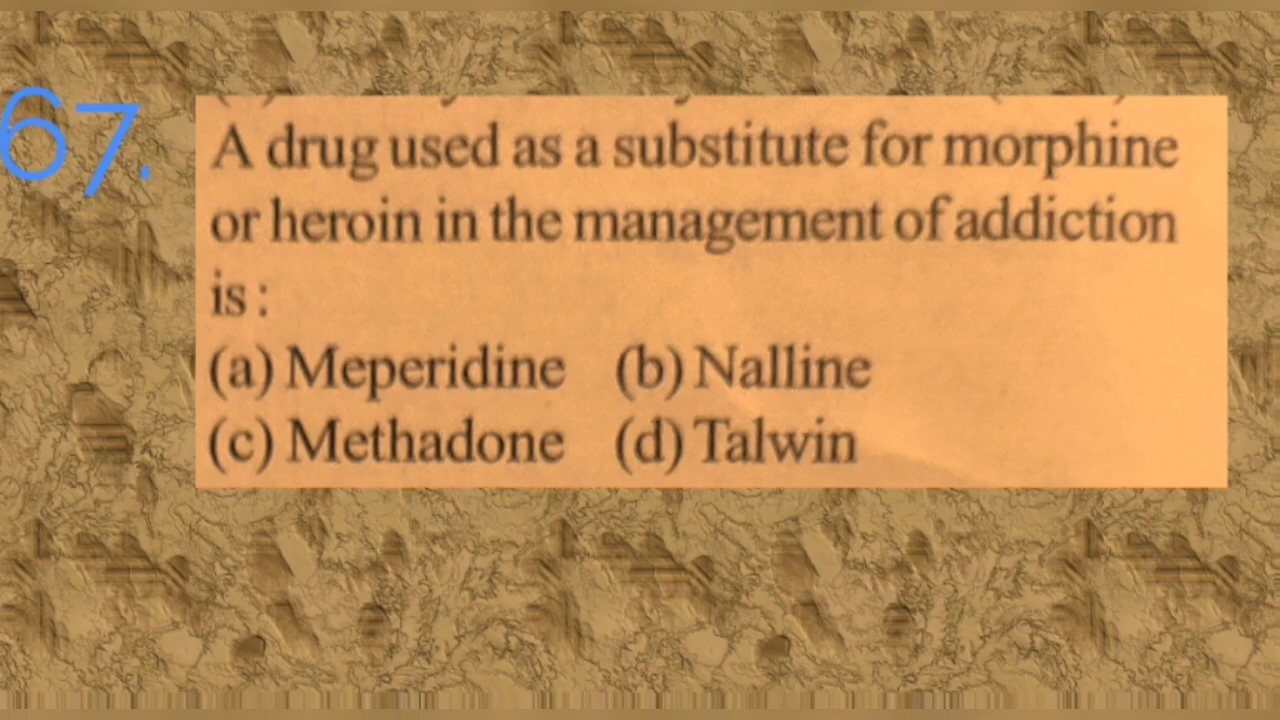 67.
A drug used as a substitute for morphine
or heroin in the management of addiction
is :
(a) Meperidine (b) Nalline
(c) Methadone (d) Talwin